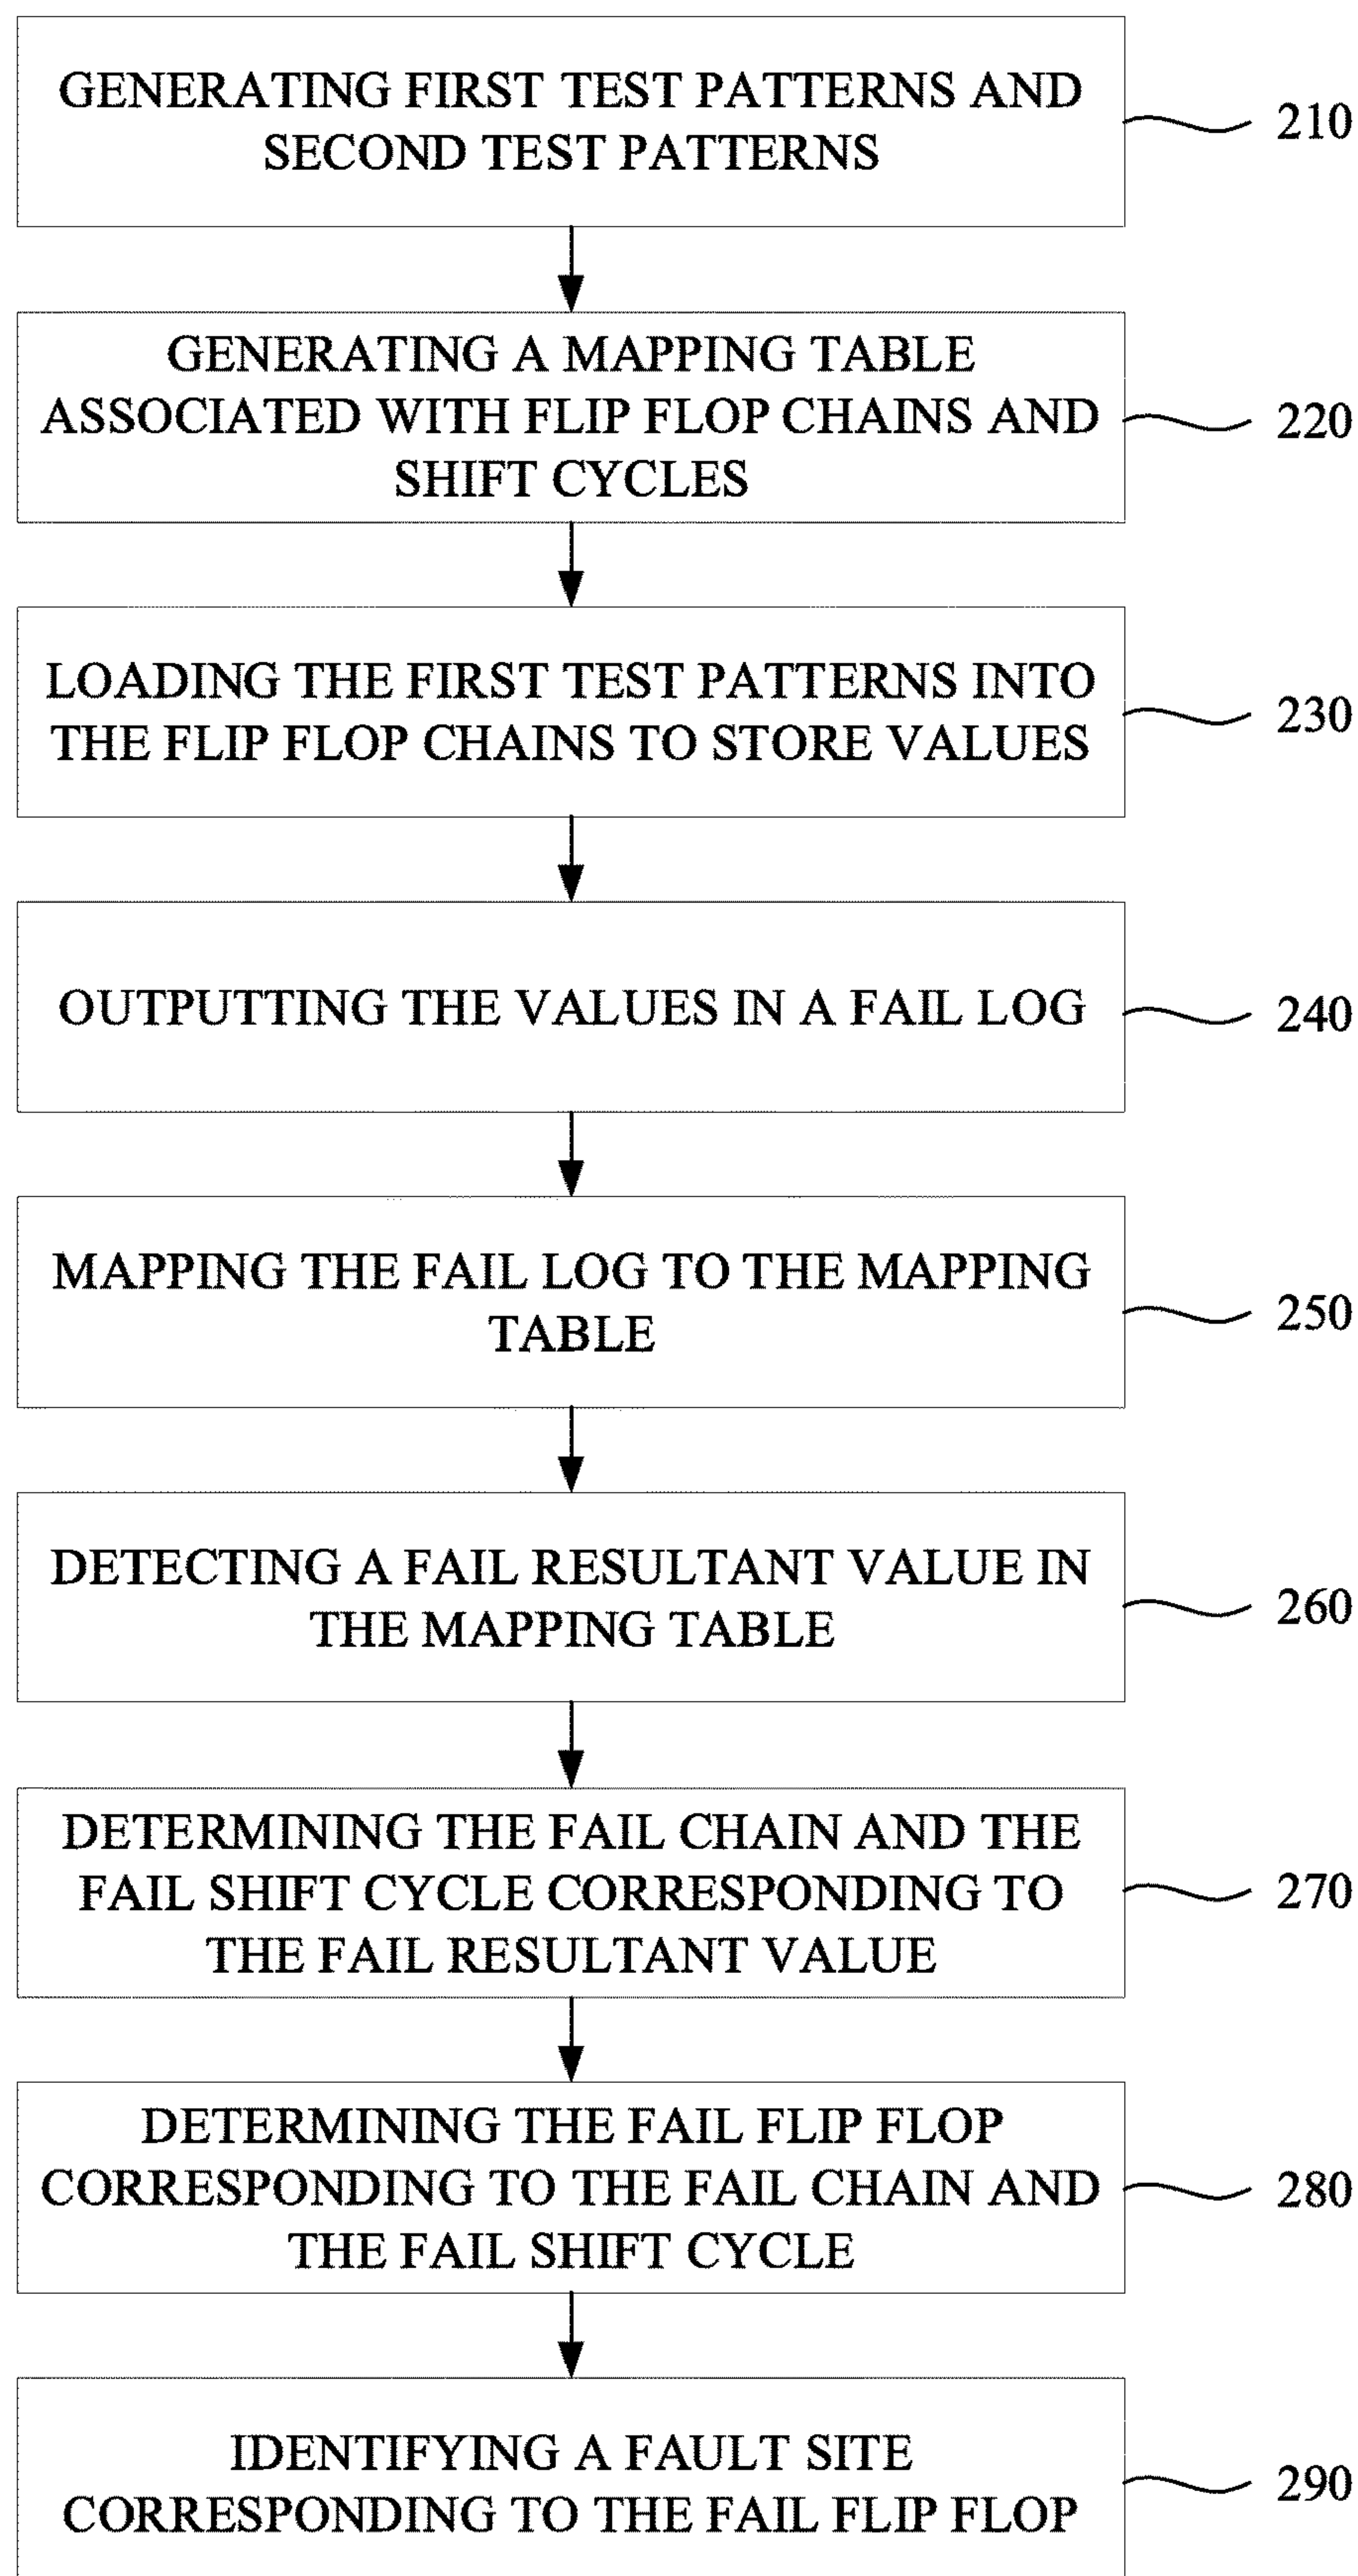 GENERATING FIRST TEST PATTERNS AND
SECOND TEST PATTERNS
210
GENERATING A MAPPING TABLE
ASSOCIATED WITH FLIP FLOP CHAINS AND
SHIFT CYCLES
220
LOADING THE FIRST TEST PATTERNS INTO
THE FLIP FLOP CHAINS TO STORE VALUES
230
OUTPUTTING THE VALUES IN A FAIL LOG
240
MAPPING THE FAIL LOG TO THE MAPPING
TABLE
250
DETECTING A FAIL RESULTANT VALUE IN
THE MAPPING TABLE
260
DETERMINING THE FAIL CHAIN AND THE
FAIL SHIFT CYCLE CORRESPONDING TO
THE FAIL RESULTANT VALUE
270
DETERMINING THE FAIL FLIP FLOP
CORRESPONDING TO THE FAIL CHAIN AND
THE FAIL SHIFT CYCLE
280
IDENTIFYING A FAULT SITE
CORRESPONDING TO THE FAIL FLIP FLOP
290